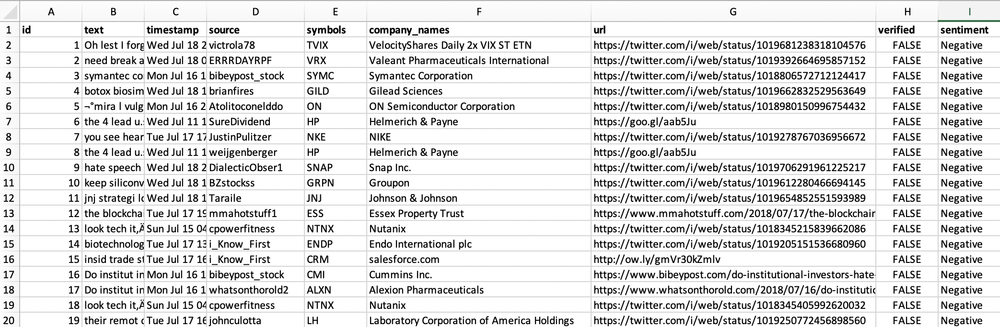 A B C D E F G H I
1 id text timestamp source symbols company_names url verified sentiment
2 1 Oh lest I forg Wed Jul 18 2 victrola78 TVIX VelocityShares Daily 2x VIX ST ETN https://twitter.com/i/web/status/1019681238318104576 FALSE Negative
3 2 need break a Wed Jul 18 0 ERRRDAYRPF VRX Valeant Pharmaceuticals International https://twitter.com/i/web/status/1019392664695857152 FALSE Negative
4 3 symantec co Mon Jul 16 1 bibeypost_stock SYMC Symantec Corporation https://twitter.com/i/web/status/1018806572712124417 FALSE Negative
5 4 botox biosim Wed Jul 18 1 brianfires GILD Gilead Sciences https://twitter.com/i/web/status/1019662832529563649 FALSE Negative
6 5 ¬°mira l vulg Mon Jul 16 2 Atolitoconelddo ON ON Semiconductor Corporation https://twitter.com/i/web/status/1018980150996754432 FALSE Negative
7 6 the 4 lead u.s Wed Jul 11 1 SureDividend HP Helmerich & Payne https://goo.gl/aab5Ju FALSE Negative
8 7 you see hear Tue Jul 17 17 JustinPulitzer NKE NIKE https://twitter.com/i/web/status/1019278767036956672 FALSE Negative
9 8 the 4 lead u.s Wed Jul 11 1 weijgenberger HP Helmerich & Payne https://goo.gl/aab5Ju FALSE Negative
10 9 hate speech Wed Jul 18 2 DialecticObser1 SNAP Snap Inc. https://twitter.com/i/web/status/1019706291961225217 FALSE Negative
11 10 keep siliconv Wed Jul 18 1 BZstockss GRPN Groupon https://twitter.com/i/web/status/1019612280466694145 FALSE Negative
12 11 jnj strategi lo Wed Jul 18 1 Taraile JNJ Johnson & Johnson https://twitter.com/i/web/status/1019654852551593989 FALSE Negative
13 12 the blockchai Tue Jul 17 19 mmahotstuff1 ESS Essex Property Trust https://www.mmahotstuff.com/2018/07/17/the-blockchain FALSE Negative
14 13 look tech it‚Ä Sun Jul 15 04 cpowerfitness NTNX Nutanix https://twitter.com/i/web/status/1018345215839662086 FALSE Negative
15 14 biotechnolog Tue Jul 17 13 i_Know_First ENDP Endo International plc https://twitter.com/i/web/status/1019205151536680960 FALSE Negative
16 15 insid trade st Tue Jul 17 16 i_Know_First CRM salesforce.com http://ow.ly/gmVr30kZmlv FALSE Negative
17 16 Do institut in Mon Jul 16 1 bibeypost_stock CMI Cummins Inc. https://www.bibeypost.com/do-institutional-investors-hate- FALSE Negative
18 17 Do institut in Mon Jul 16 1 whatsonthorold2 ALXN Alexion Pharmaceuticals https://www.whatsonthorold.com/2018/07/16/do-institutio FALSE Negative
19 18 look tech it‚Ä Sun Jul 15 04 cpowerfitness NTNX Nutanix https://twitter.com/i/web/status/1018345405992620032 FALSE Negative
20 19 their remot Tue Jul 17 16 johnculotta LH Laboratory Corporation of America Holdings https://twitter.com/i/web/status/1019250772456898560 FALSE Negative